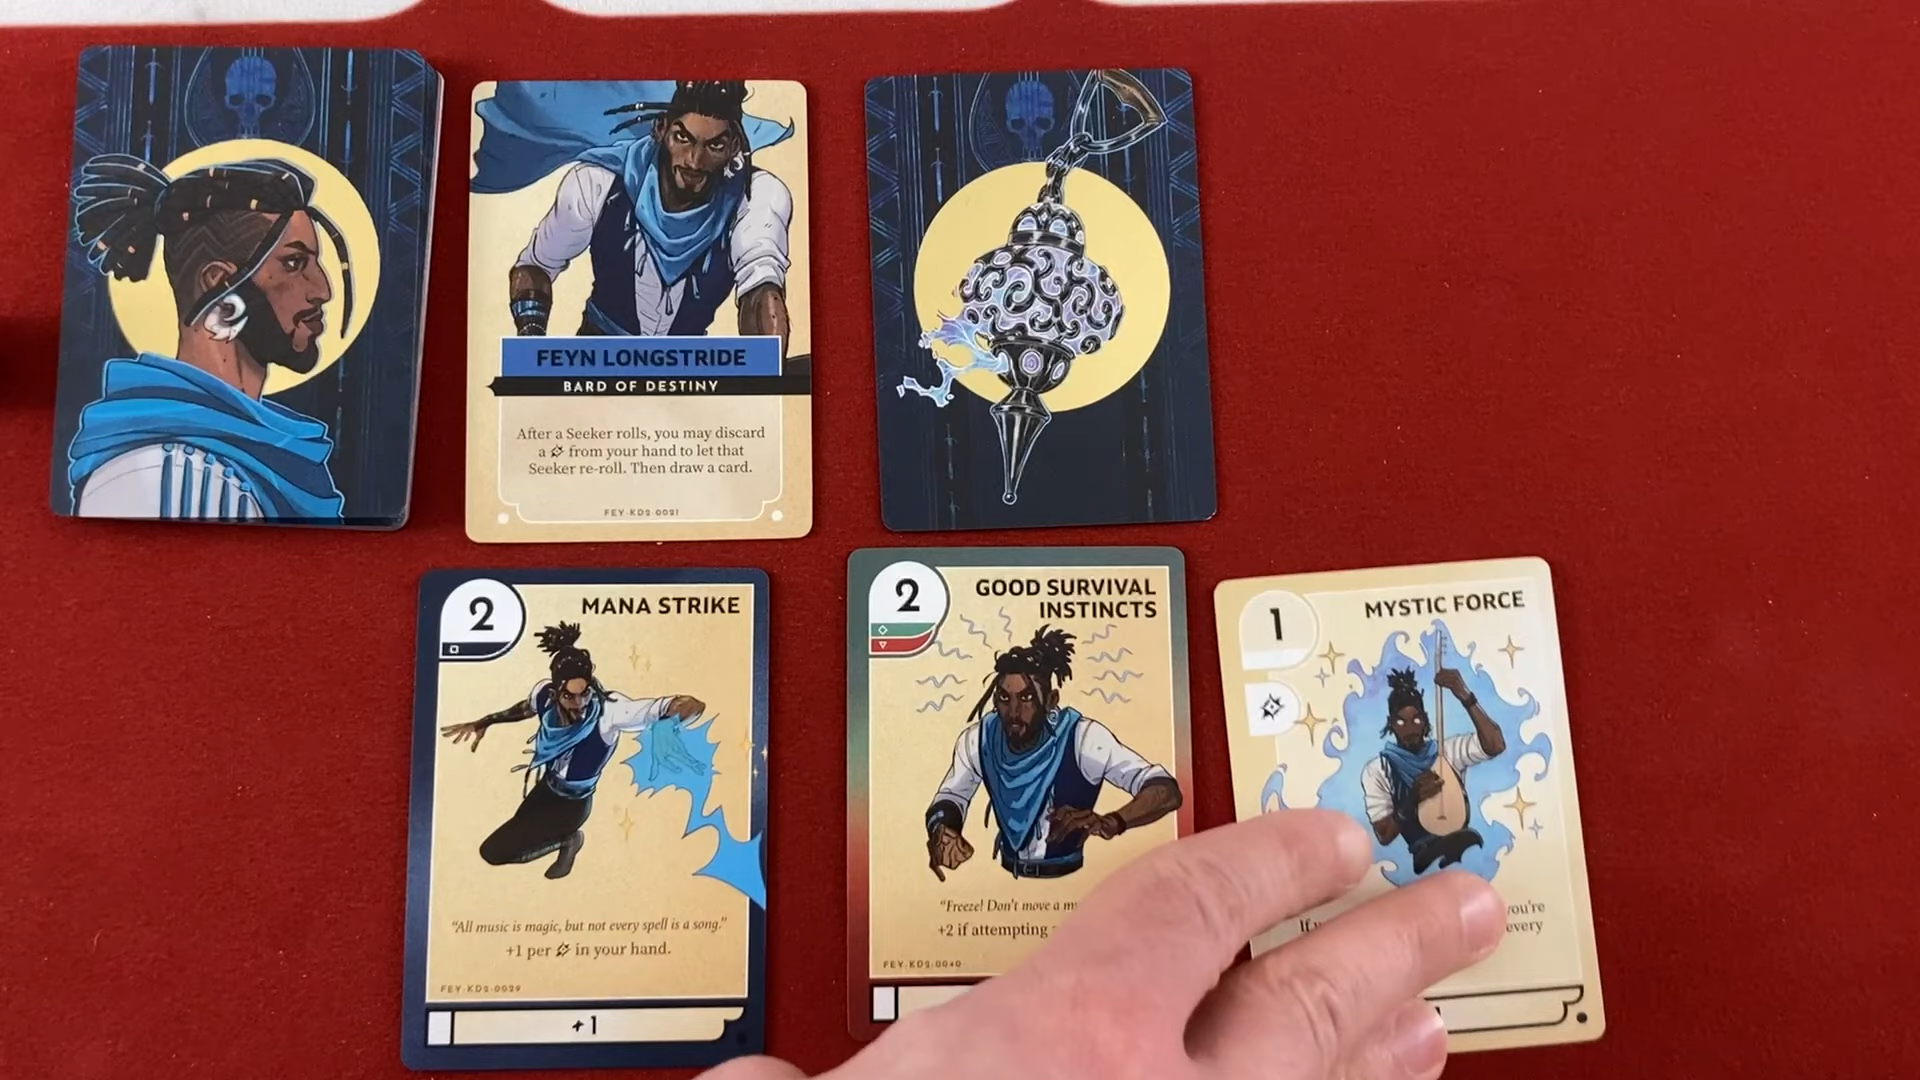 FEYN LONGSTRIDE
BARD OF DESTINY
After a Seeker rolls, you may discard
a from your hand to let that
Seeker re-roll. Then draw a card.
FEY-KD2-0021
2
MANA STRIKE
“All music is magic, but not every spell is a song.”
+1 per in your hand.
FEY-KD2-0029
+1
2
GOOD SURVIVAL
INSTINCTS
“Freeze! Don’t move a
+2 if attempting
FEY-KD2-0040
1
MYSTIC FORCE
If you're
every